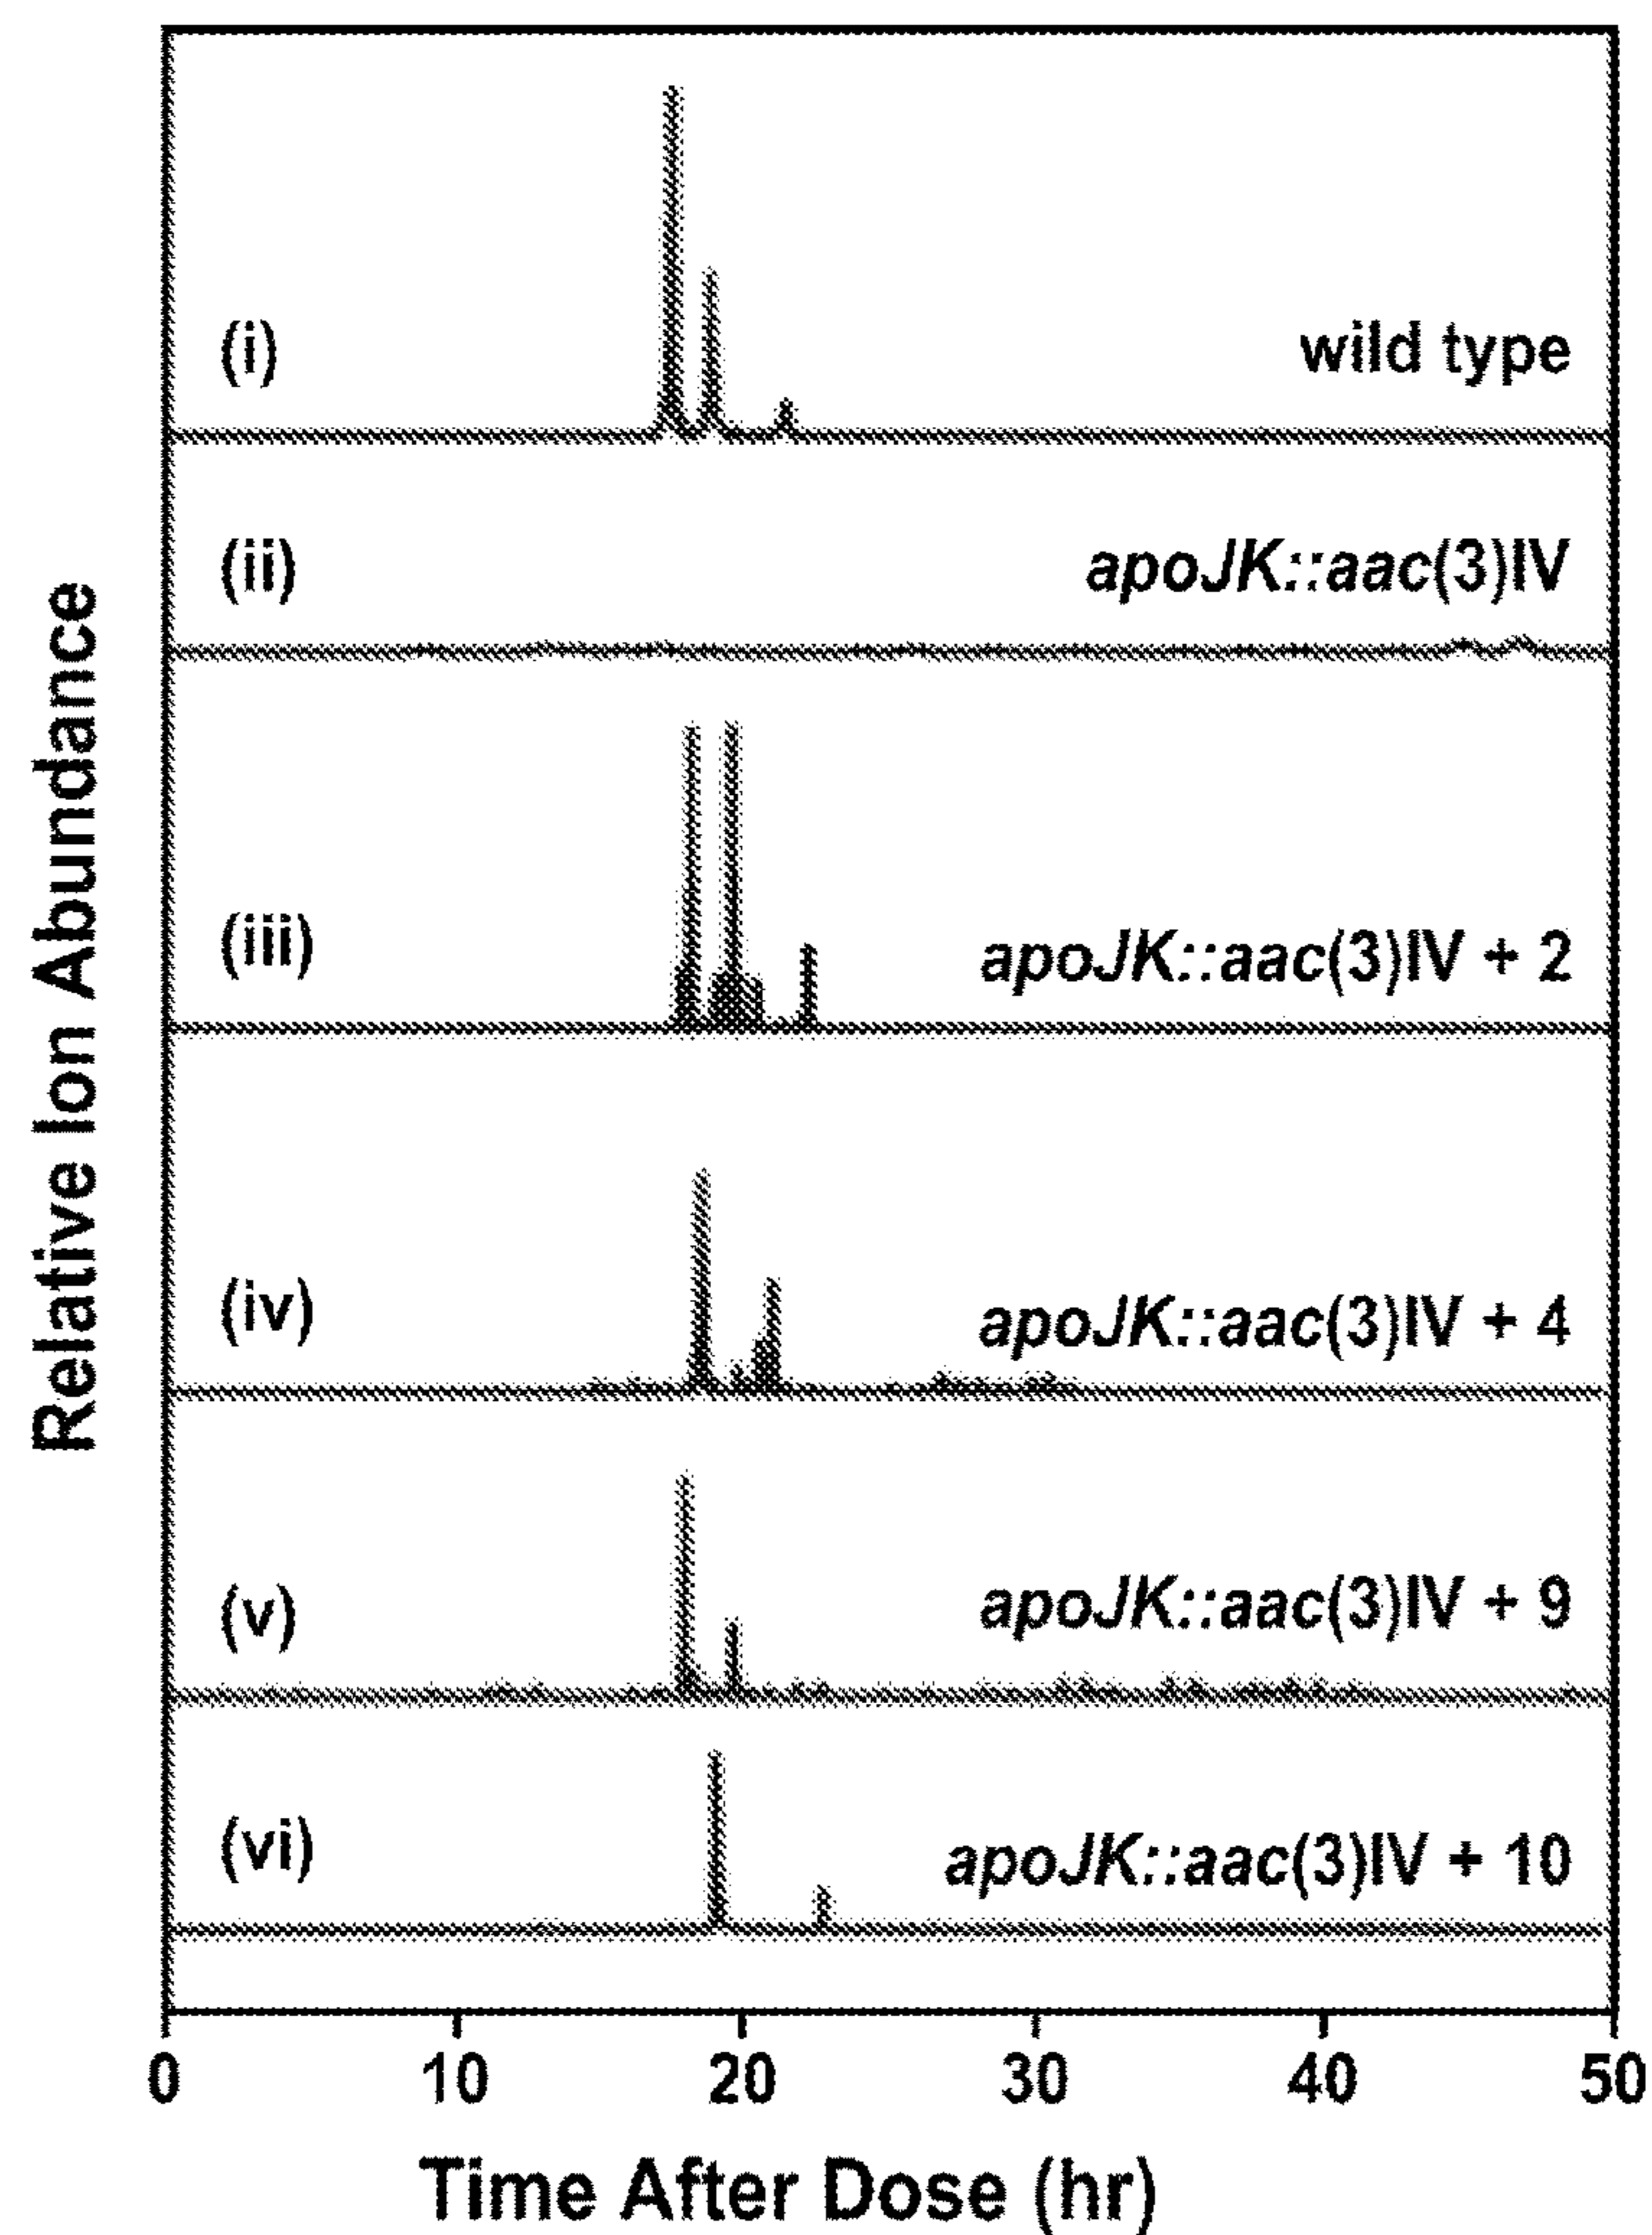 Relative Ion Abundance
(i) wild type
(ii) apoJK::aac(3)IV
(iii) apoJK::aac(3)IV + 2
(iv) apoJK::aac(3)IV + 4
(v) apoJK::aac(3)IV + 9
(vi) apoJK::aac(3)IV + 10
0 10 20 30 40 50
Time After Dose (hr)